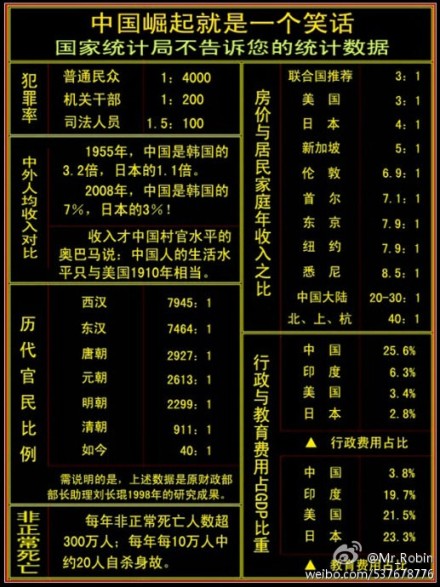 中国崛起就是一个笑话
国家统计局不告诉您的统计数据
犯罪率
普通民众 1: 4000
机关干部 1: 200
司法人员 1.5: 100
中外人均收入对比
1955年，中国是韩国的
3.2倍，日本的1.1倍。
2008年，中国是韩国的
7%，日本的3%！
收入才中国村官水平的
奥巴马说：中国人的生活水
平只与美国1910年相当。
历代官民比例
西汉 7945: 1
东汉 7464: 1
唐朝 2927: 1
元朝 2613: 1
明朝 2299: 1
清朝 911: 1
如今 40: 1
需说明的是，上述数据是原财政部
部长助理刘长琨1998年的研究成果。
非正常死亡
每年非正常死亡人数超
300万人；每年每10万人中
约20人自杀身故。
房价与居民家庭年收入之比
联合国推荐 3: 1
美 国 3: 1
日 本 4: 1
新加坡 5: 1
伦 敦 6.9: 1
首 尔 7.1: 1
东 京 7.9: 1
纽 约 7.9: 1
悉 尼 8.5: 1
中国大陆 20-30: 1
北、上、杭 40: 1
行政与教育费用占GDP比重
中 国 25.6%
印 度 6.3%
美 国 3.4%
日 本 2.8%
▲ 行政费用占比
中 国 3.8%
印 度 19.7%
美 国 21.5%
日 本 23.3%
▲ 教育费用占比
@Mr_Robin
weibo.com/537678776